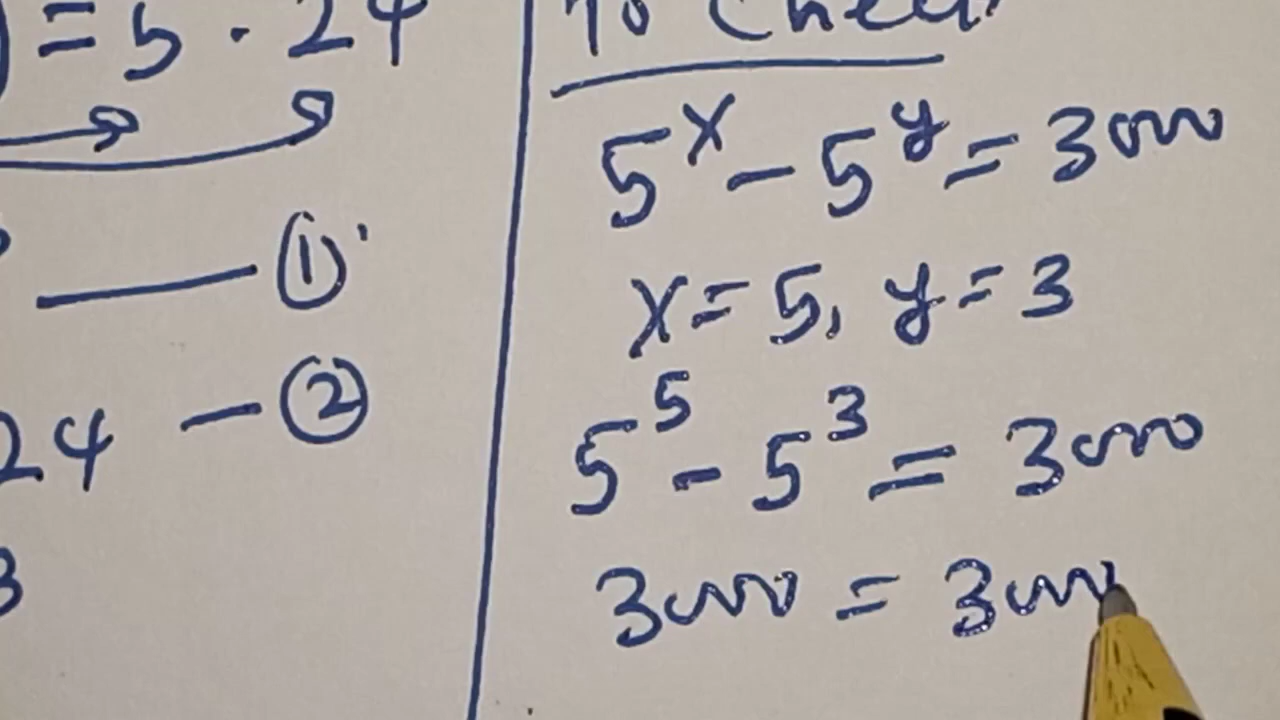 ) = 5 · 24
① 
24 — ②
3
To Check
5^x - 5^y = 3000
x = 5, y = 3
5^5 - 5^3 = 3000
3000 = 3000